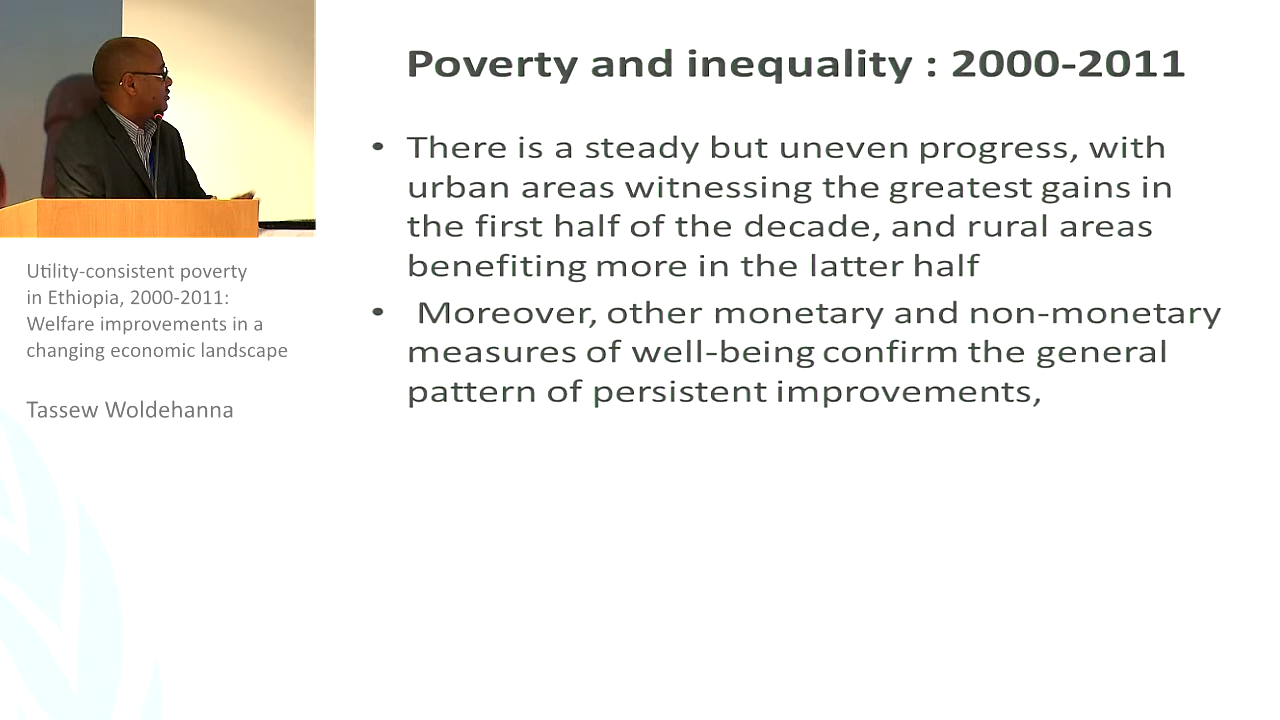 Poverty and inequality : 2000-2011
• There is a steady but uneven progress, with
urban areas witnessing the greatest gains in
the first half of the decade, and rural areas
benefiting more in the latter half
• Moreover, other monetary and non-monetary
measures of well-being confirm the general
pattern of persistent improvements,
Utility-consistent poverty
in Ethiopia, 2000-2011:
Welfare improvements in a
changing economic landscape
Tassew Woldehanna